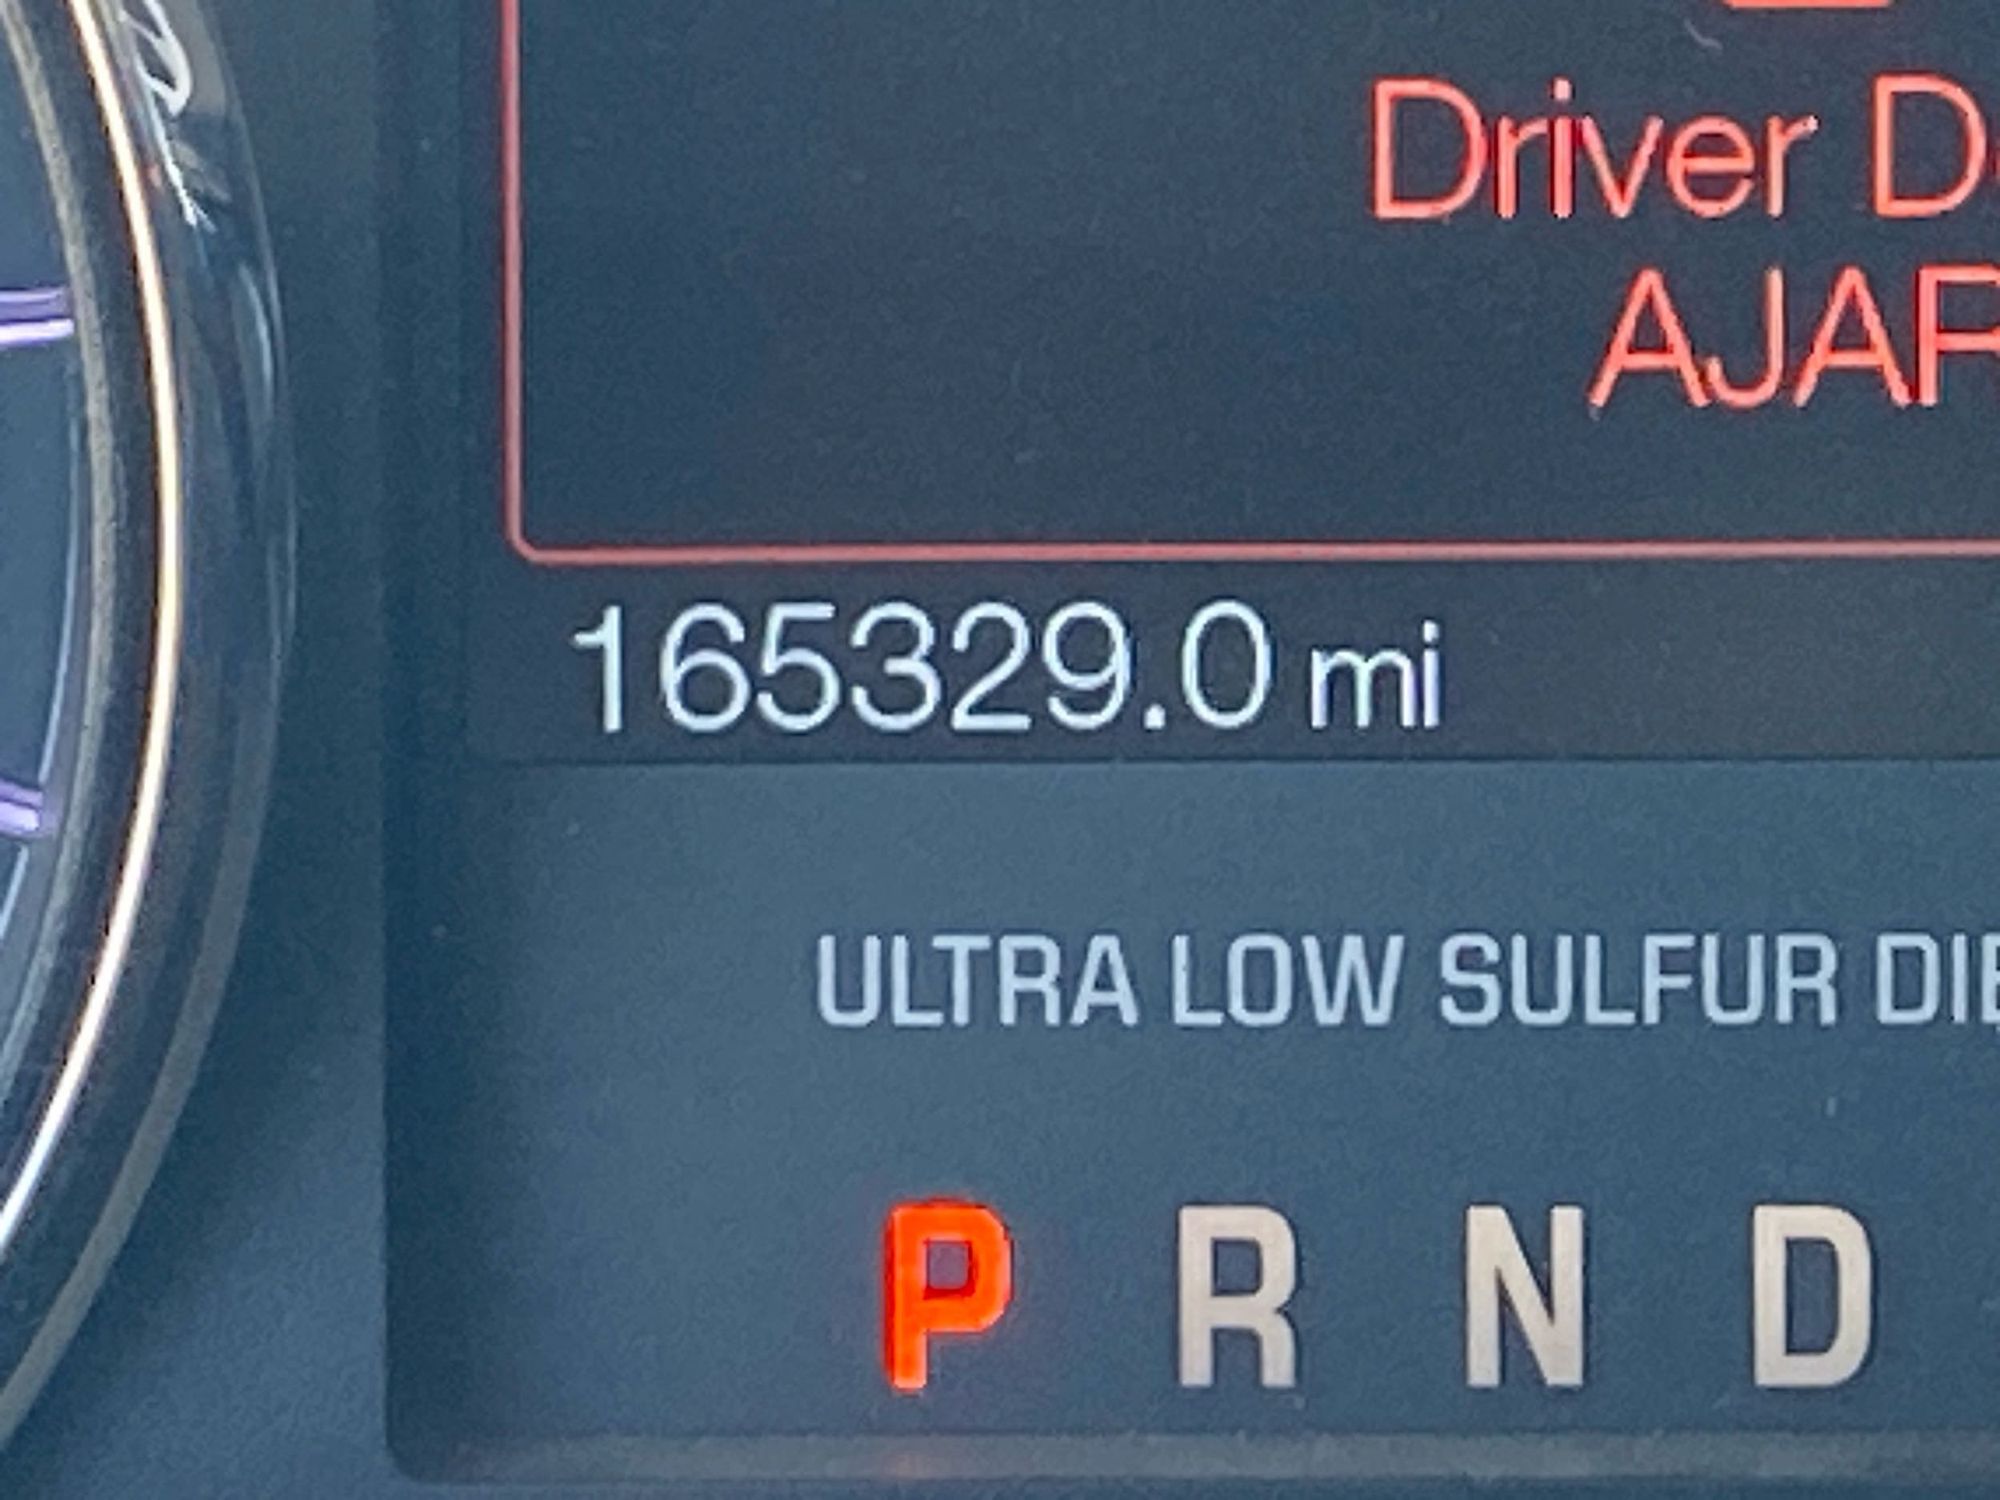 Driver D
AJAR
165329.0 mi
ULTRA LOW SULFUR DIE
P R N D